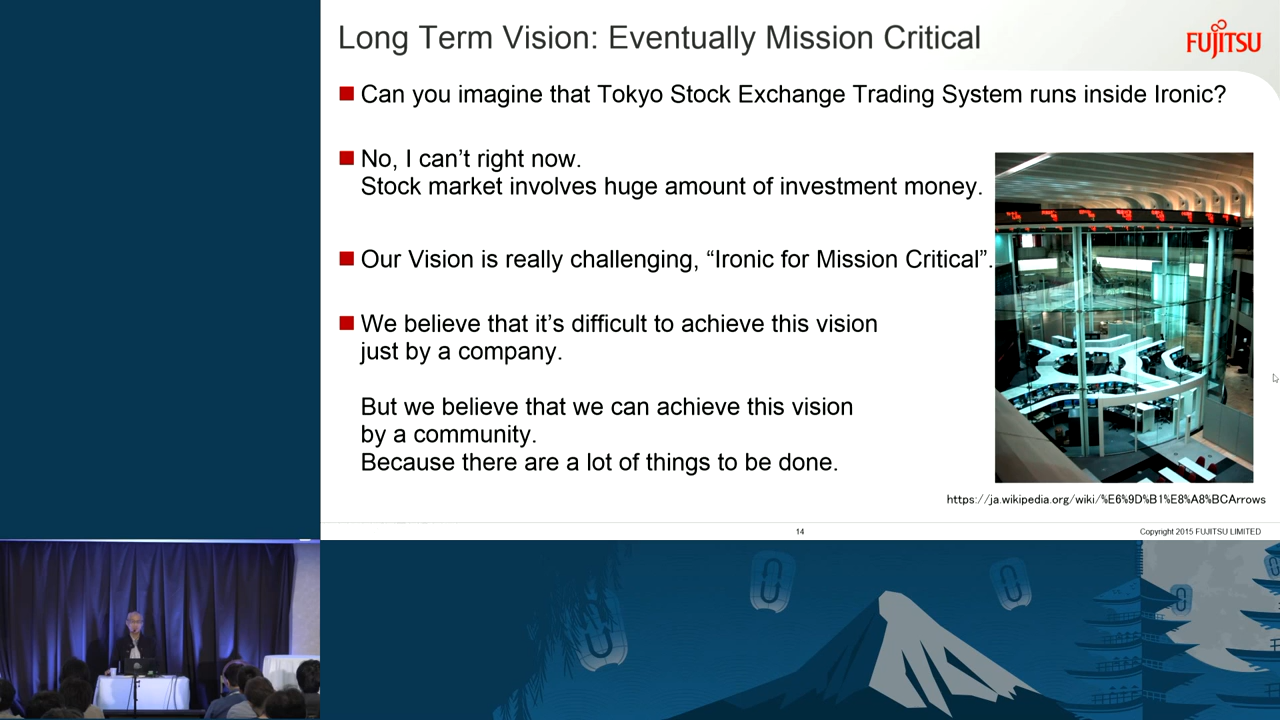 Long Term Vision: Eventually Mission Critical
FUJITSU
Can you imagine that Tokyo Stock Exchange Trading System runs inside Ironic?
No, I can't right now.
Stock market involves huge amount of investment money.
Our Vision is really challenging, “Ironic for Mission Critical”.
We believe that it's difficult to achieve this vision
just by a company.
But we believe that we can achieve this vision
by a community.
Because there are a lot of things to be done.
https://ja.wikipedia.org/wiki/%E6%9D%B1%E8%A8%BCArrows
14
Copyright 2015 FUJITSU LIMITED